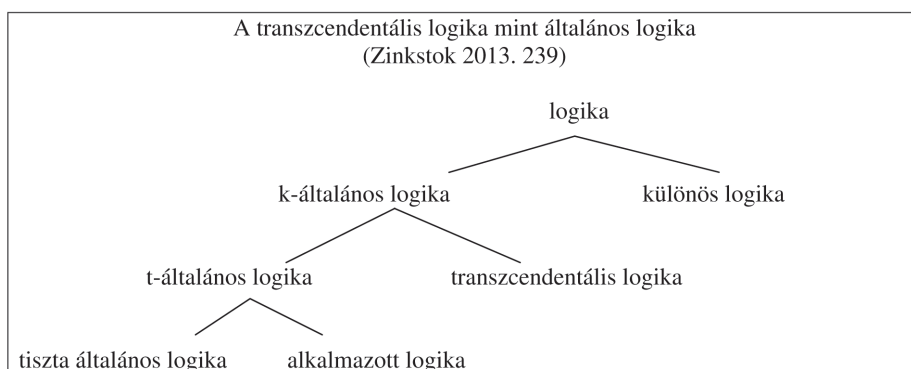 A transzcendentális logika mint általános logika
(Zinkstok 2013. 239)
logika
k-általános logika különös logika
t-általános logika transzcendentális logika
tiszta általános logika alkalmazott logika